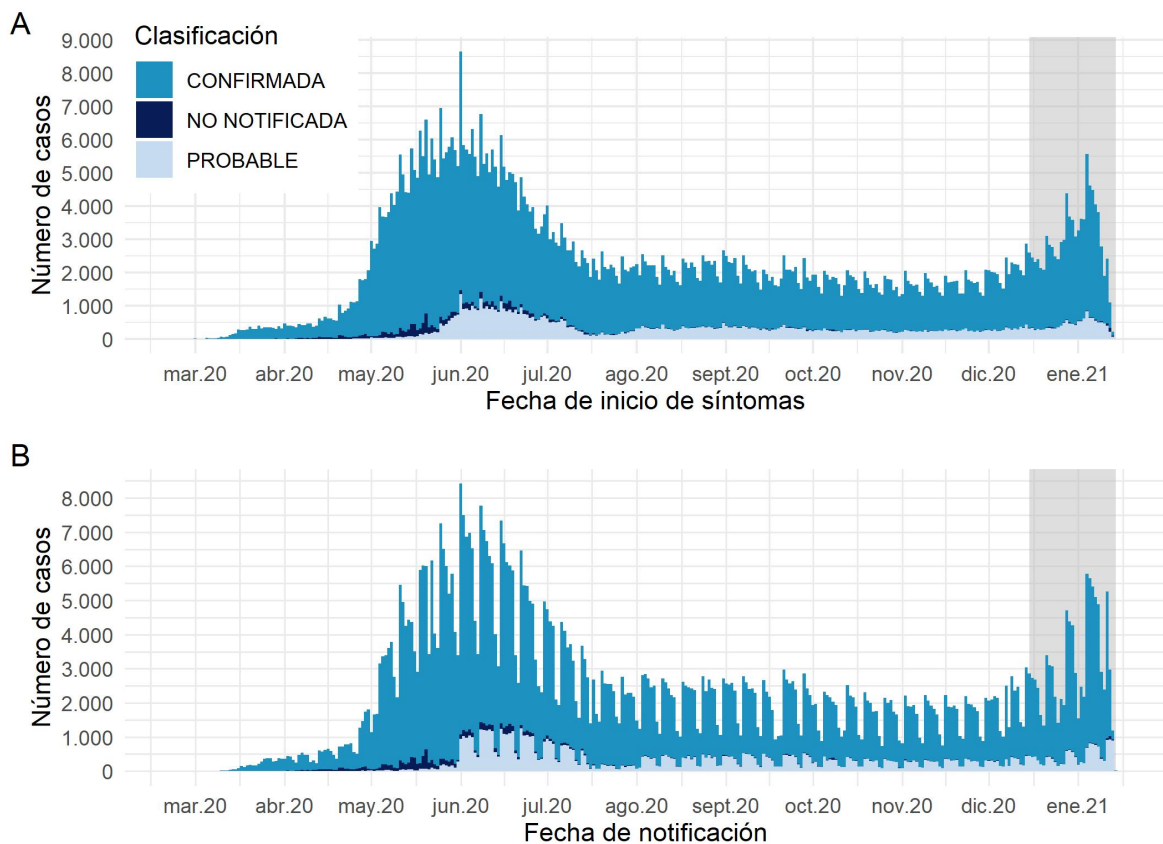 A
Clasificación
CONFIRMADA
NO NOTIFICADA
PROBABLE
Número de casos
9.000
8.000
7.000
6.000
5.000
4.000
3.000
2.000
1.000
0
mar.20 abr.20 may.20 jun.20 jul.20 ago.20 sept.20 oct.20 nov.20 dic.20 ene.21
Fecha de inicio de síntomas
B
Número de casos
8.000
7.000
6.000
5.000
4.000
3.000
2.000
1.000
0
mar.20 abr.20 may.20 jun.20 jul.20 ago.20 sept.20 oct.20 nov.20 dic.20 ene.21
Fecha de notificación